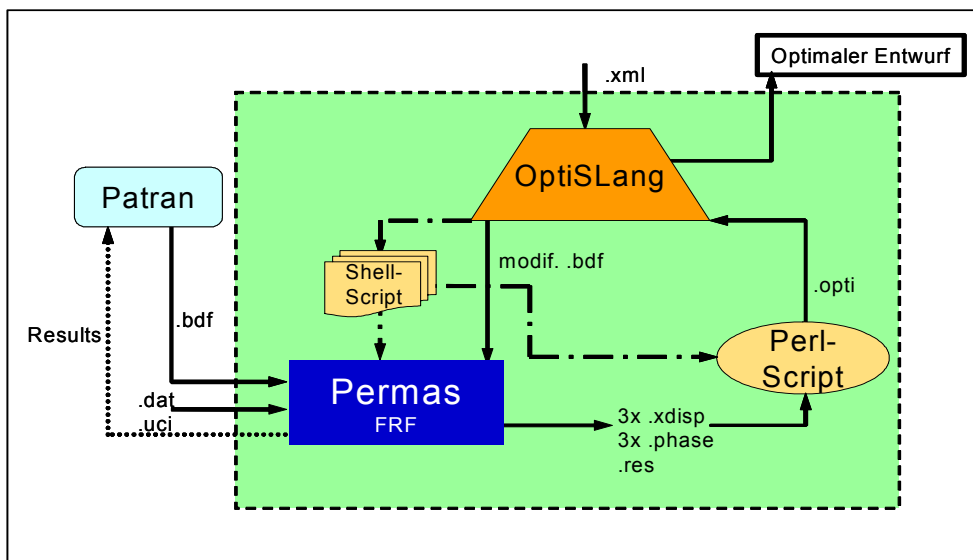 Optimaler Entwurf
.xml
OptiSLang
Patran
Shell-
Script
modif. .bdf
.opti
.bdf
Results
Perl-
Script
Permas
FRF
.dat
.uci
3x .xdisp
3x .phase
.res